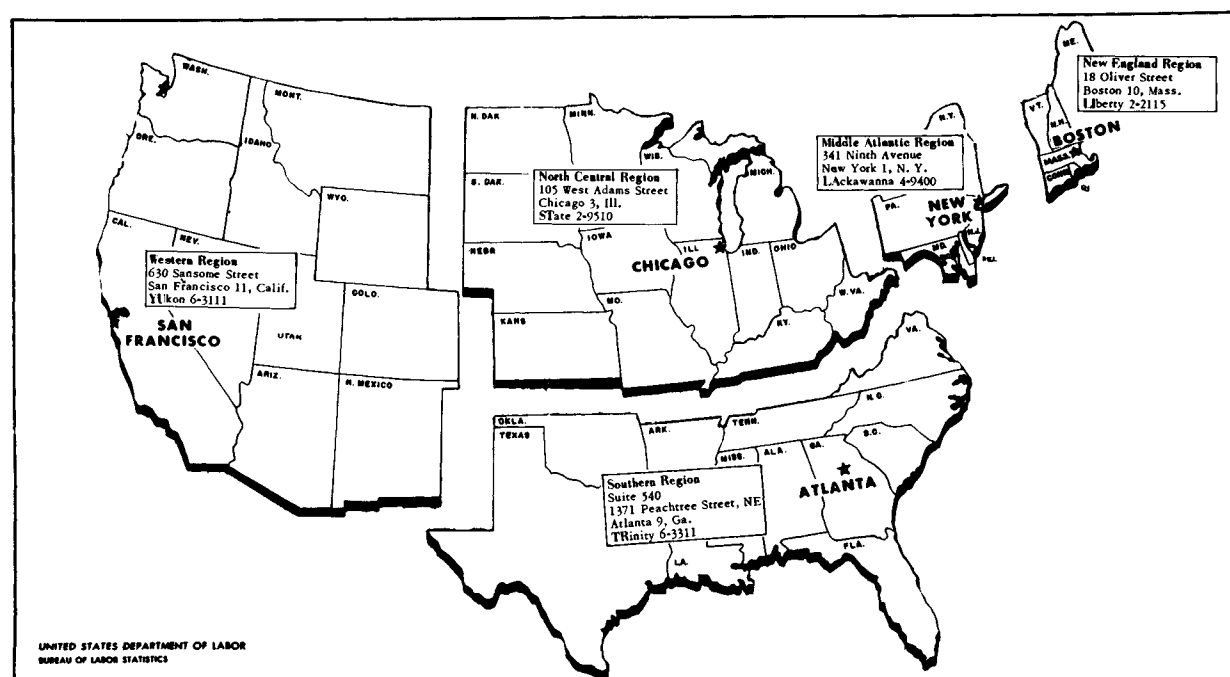 WASH.
MONT.
ORE.
IDAHO
WYO.
CAL.
NEV.
Western Region
630 Sansome Street
San Francisco 11, Calif.
YUkon 6-3111
SAN
FRANCISCO
UTAH
COLO.
ARIZ.
N. MEXICO
N. DAK
MINN.
WIS.
MICH.
S. DAK.
North Central Region
105 West Adams Street
Chicago 3, Ill.
STate 2-9510
IOWA
NEBR
ILL
IND.
OHIO
CHICAGO
MO.
W. VA.
KANS
KY.
ME.
New England Region
18 Oliver Street
Boston 10, Mass.
LIberty 2-2115
VT.
N.H.
BOSTON
MASS.
CONN.
RI
N.Y.
Middle Atlantic Region
341 Ninth Avenue
New York 1, N. Y.
LAckawanna 4-9400
PA.
NEW
YORK
N.J.
MD.
DEL.
VA.
N. C.
OKLA.
TEXAS
ARK.
TENN.
S.C.
MISS.
ALA.
GA.
ATLANTA
Southern Region
Suite 540
1371 Peachtree Street, NE
Atlanta 9, Ga.
TRinity 6-3311
LA.
FLA.
UNITED STATES DEPARTMENT OF LABOR
BUREAU OF LABOR STATISTICS